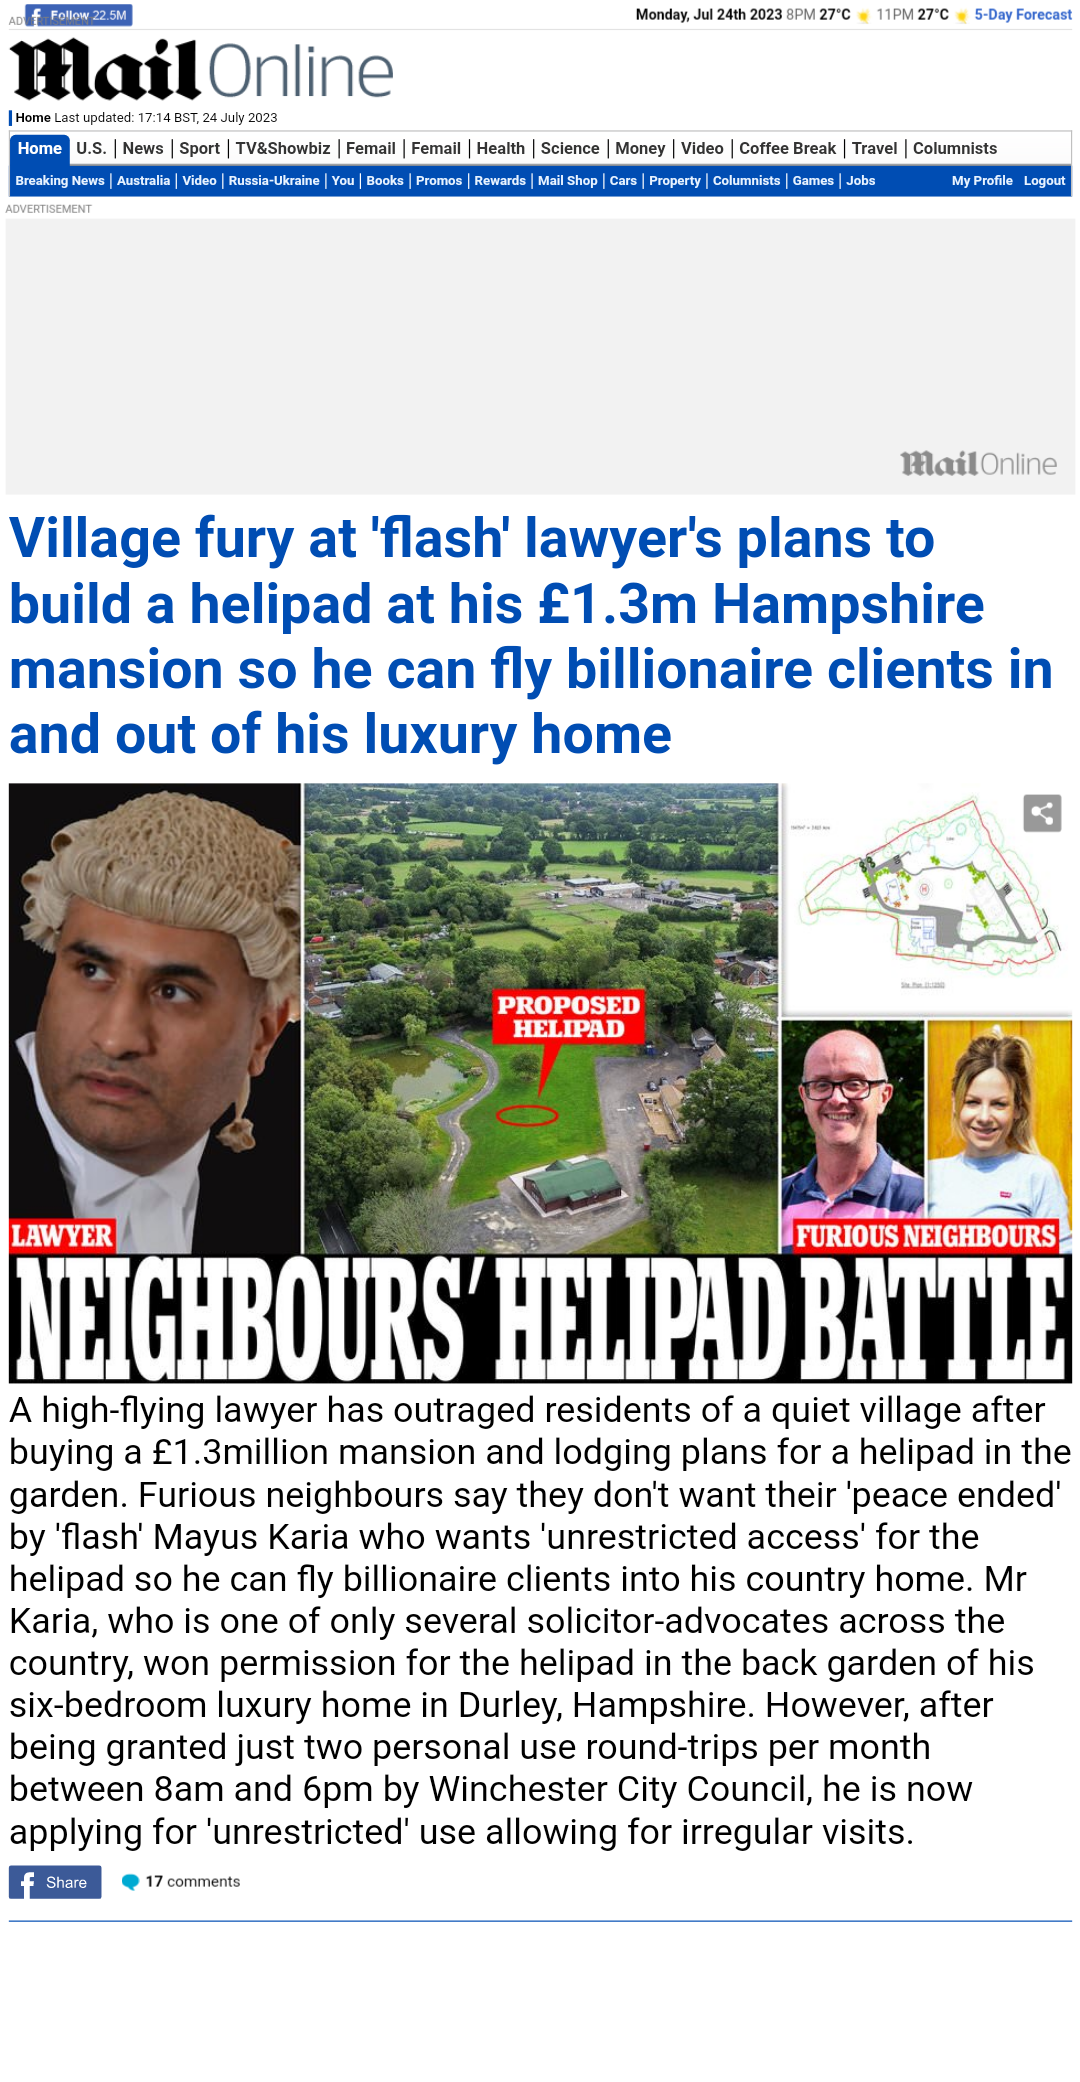 ADVERTISEMENT
Follow 22.5M
Monday, Jul 24th 2023 8PM 27°C 11PM 27°C 5-Day Forecast
Mail Online
Home Last updated: 17:14 BST, 24 July 2023
Home U.S. News Sport TV&Showbiz Femail Femail Health Science Money Video Coffee Break Travel Columnists
Breaking News Australia Video Russia-Ukraine You Books Promos Rewards Mail Shop Cars Property Columnists Games Jobs My Profile Logout
ADVERTISEMENT
Mail Online
Village fury at 'flash' lawyer's plans to
build a helipad at his £1.3m Hampshire
mansion so he can fly billionaire clients in
and out of his luxury home
PROPOSED
HELIPAD
LAWYER
FURIOUS NEIGHBOURS
NEIGHBOURS' HELIPAD BATTLE
A high-flying lawyer has outraged residents of a quiet village after
buying a £1.3million mansion and lodging plans for a helipad in the
garden. Furious neighbours say they don't want their 'peace ended'
by 'flash' Mayus Karia who wants 'unrestricted access' for the
helipad so he can fly billionaire clients into his country home. Mr
Karia, who is one of only several solicitor-advocates across the
country, won permission for the helipad in the back garden of his
six-bedroom luxury home in Durley, Hampshire. However, after
being granted just two personal use round-trips per month
between 8am and 6pm by Winchester City Council, he is now
applying for 'unrestricted' use allowing for irregular visits.
Share
17 comments